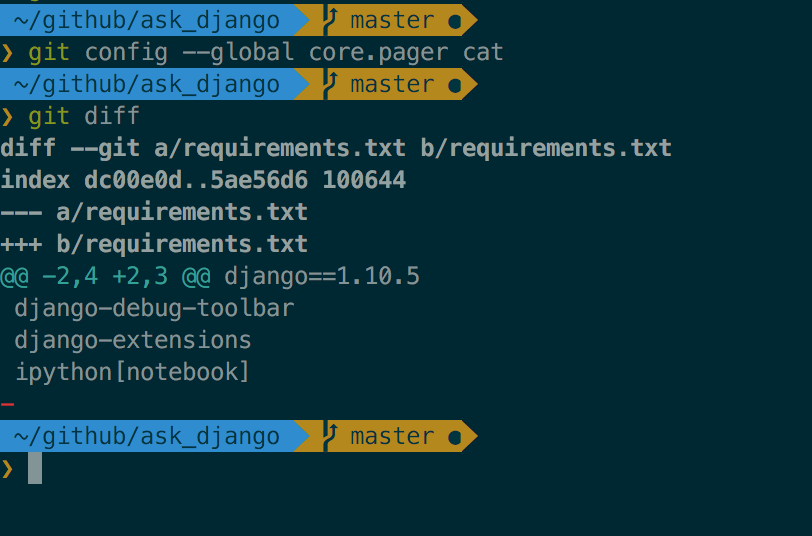 ~/github/ask_django master ●
❯ git config --global core.pager cat
~/github/ask_django master ●
❯ git diff
diff --git a/requirements.txt b/requirements.txt
index dc00e0d..5ae56d6 100644
--- a/requirements.txt
+++ b/requirements.txt
@@ -2,4 +2,3 @@ django==1.10.5
 django-debug-toolbar
 django-extensions
 ipython[notebook]
-
~/github/ask_django master ●
❯